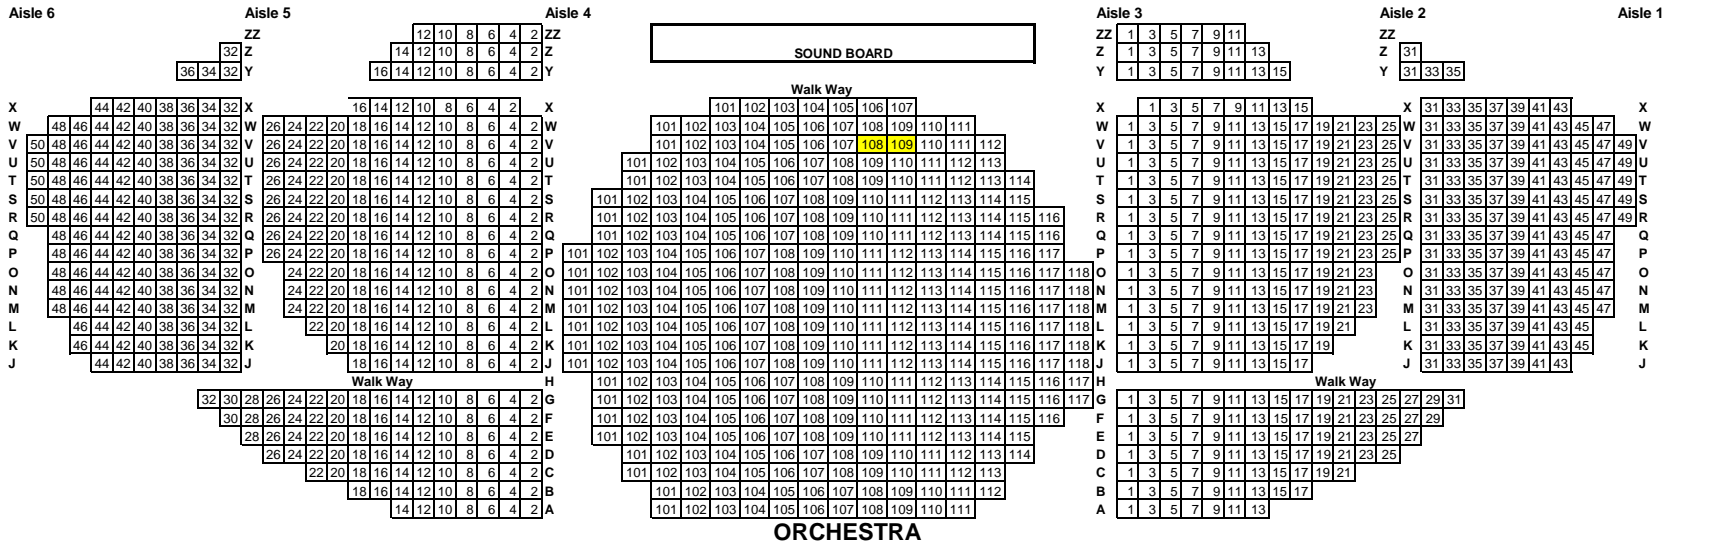 Aisle 6 Aisle 5 Aisle 4 Aisle 3 Aisle 2 Aisle 1
ZZ 12 10 8 6 4 2 ZZ ZZ 1 3 5 7 9 11 ZZ
32 Z 14 12 10 8 6 4 2 Z SOUND BOARD Z 1 3 5 7 9 11 13 Z 31
36 34 32 Y 16 14 12 10 8 6 4 2 Y Y 1 3 5 7 9 11 13 15 Y 31 33 35
Walk Way
X 44 42 40 38 36 34 32 X 16 14 12 10 8 6 4 2 X 101 102 103 104 105 106 107 X 1 3 5 7 9 11 13 15 X 31 33 35 37 39 41 43 X
W 48 46 44 42 40 38 36 34 32 W 26 24 22 20 18 16 14 12 10 8 6 4 2 W 101 102 103 104 105 106 107 108 109 110 111 W 1 3 5 7 9 11 13 15 17 19 21 23 25 W 31 33 35 37 39 41 43 45 47 W
V 50 48 46 44 42 40 38 36 34 32 V 26 24 22 20 18 16 14 12 10 8 6 4 2 V 101 102 103 104 105 106 107 108 109 110 111 112 V 1 3 5 7 9 11 13 15 17 19 21 23 25 V 31 33 35 37 39 41 43 45 47 49 V
U 50 48 46 44 42 40 38 36 34 32 U 26 24 22 20 18 16 14 12 10 8 6 4 2 U 101 102 103 104 105 106 107 108 109 110 111 112 113 U 1 3 5 7 9 11 13 15 17 19 21 23 25 U 31 33 35 37 39 41 43 45 47 49 U
T 50 48 46 44 42 40 38 36 34 32 T 26 24 22 20 18 16 14 12 10 8 6 4 2 T 101 102 103 104 105 106 107 108 109 110 111 112 113 114 T 1 3 5 7 9 11 13 15 17 19 21 23 25 T 31 33 35 37 39 41 43 45 47 49 T
S 50 48 46 44 42 40 38 36 34 32 S 26 24 22 20 18 16 14 12 10 8 6 4 2 S 101 102 103 104 105 106 107 108 109 110 111 112 113 114 115 S 1 3 5 7 9 11 13 15 17 19 21 23 25 S 31 33 35 37 39 41 43 45 47 49 S
R 50 48 46 44 42 40 38 36 34 32 R 26 24 22 20 18 16 14 12 10 8 6 4 2 R 101 102 103 104 105 106 107 108 109 110 111 112 113 114 115 116 R 1 3 5 7 9 11 13 15 17 19 21 23 25 R 31 33 35 37 39 41 43 45 47 49 R
Q 48 46 44 42 40 38 36 34 32 Q 26 24 22 20 18 16 14 12 10 8 6 4 2 Q 101 102 103 104 105 106 107 108 109 110 111 112 113 114 115 116 Q 1 3 5 7 9 11 13 15 17 19 21 23 25 Q 31 33 35 37 39 41 43 45 47 Q
P 48 46 44 42 40 38 36 34 32 P 26 24 22 20 18 16 14 12 10 8 6 4 2 P 101 102 103 104 105 106 107 108 109 110 111 112 113 114 115 116 117 P 1 3 5 7 9 11 13 15 17 19 21 23 25 P 31 33 35 37 39 41 43 45 47 P
O 48 46 44 42 40 38 36 34 32 O 24 22 20 18 16 14 12 10 8 6 4 2 O 101 102 103 104 105 106 107 108 109 110 111 112 113 114 115 116 117 118 O 1 3 5 7 9 11 13 15 17 19 21 23 O 31 33 35 37 39 41 43 45 47 O
N 48 46 44 42 40 38 36 34 32 N 24 22 20 18 16 14 12 10 8 6 4 2 N 101 102 103 104 105 106 107 108 109 110 111 112 113 114 115 116 117 118 N 1 3 5 7 9 11 13 15 17 19 21 23 N 31 33 35 37 39 41 43 45 47 N
M 48 46 44 42 40 38 36 34 32 M 24 22 20 18 16 14 12 10 8 6 4 2 M 101 102 103 104 105 106 107 108 109 110 111 112 113 114 115 116 117 118 M 1 3 5 7 9 11 13 15 17 19 21 23 M 31 33 35 37 39 41 43 45 47 M
L 46 44 42 40 38 36 34 32 L 22 20 18 16 14 12 10 8 6 4 2 L 101 102 103 104 105 106 107 108 109 110 111 112 113 114 115 116 117 118 L 1 3 5 7 9 11 13 15 17 19 21 L 31 33 35 37 39 41 43 45 L
K 46 44 42 40 38 36 34 32 K 20 18 16 14 12 10 8 6 4 2 K 101 102 103 104 105 106 107 108 109 110 111 112 113 114 115 116 117 118 K 1 3 5 7 9 11 13 15 17 19 K 31 33 35 37 39 41 43 45 K
J 44 42 40 38 36 34 32 J 18 16 14 12 10 8 6 4 2 J 101 102 103 104 105 106 107 108 109 110 111 112 113 114 115 116 117 118 J 1 3 5 7 9 11 13 15 17 J 31 33 35 37 39 41 43 J
Walk Way H 101 102 103 104 105 106 107 108 109 110 111 112 113 114 115 116 117 H Walk Way
32 30 28 26 24 22 20 18 16 14 12 10 8 6 4 2 G 101 102 103 104 105 106 107 108 109 110 111 112 113 114 115 116 117 G 1 3 5 7 9 11 13 15 17 19 21 23 25 27 29 31
30 28 26 24 22 20 18 16 14 12 10 8 6 4 2 F 101 102 103 104 105 106 107 108 109 110 111 112 113 114 115 116 F 1 3 5 7 9 11 13 15 17 19 21 23 25 27 29
28 26 24 22 20 18 16 14 12 10 8 6 4 2 E 101 102 103 104 105 106 107 108 109 110 111 112 113 114 115 E 1 3 5 7 9 11 13 15 17 19 21 23 25 27
26 24 22 20 18 16 14 12 10 8 6 4 2 D 101 102 103 104 105 106 107 108 109 110 111 112 113 114 D 1 3 5 7 9 11 13 15 17 19 21 23 25
22 20 18 16 14 12 10 8 6 4 2 C 101 102 103 104 105 106 107 108 109 110 111 112 113 C 1 3 5 7 9 11 13 15 17 19 21
18 16 14 12 10 8 6 4 2 B 101 102 103 104 105 106 107 108 109 110 111 112 B 1 3 5 7 9 11 13 15 17
14 12 10 8 6 4 2 A 101 102 103 104 105 106 107 108 109 110 111 A 1 3 5 7 9 11 13
ORCHESTRA